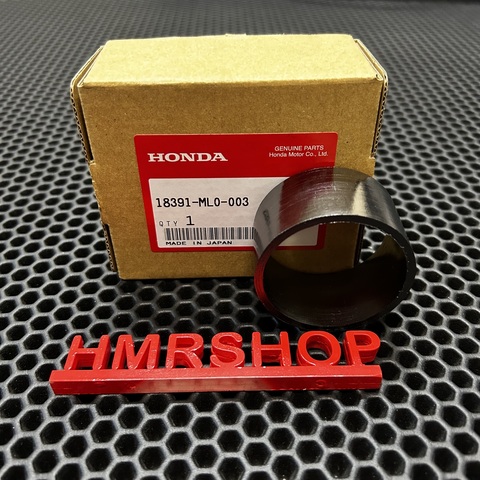 HONDA
GENUINE PARTS
Honda Motor Co., Ltd.
18391-ML0-003
QTY 1
MADE IN JAPAN
HMRSHOP